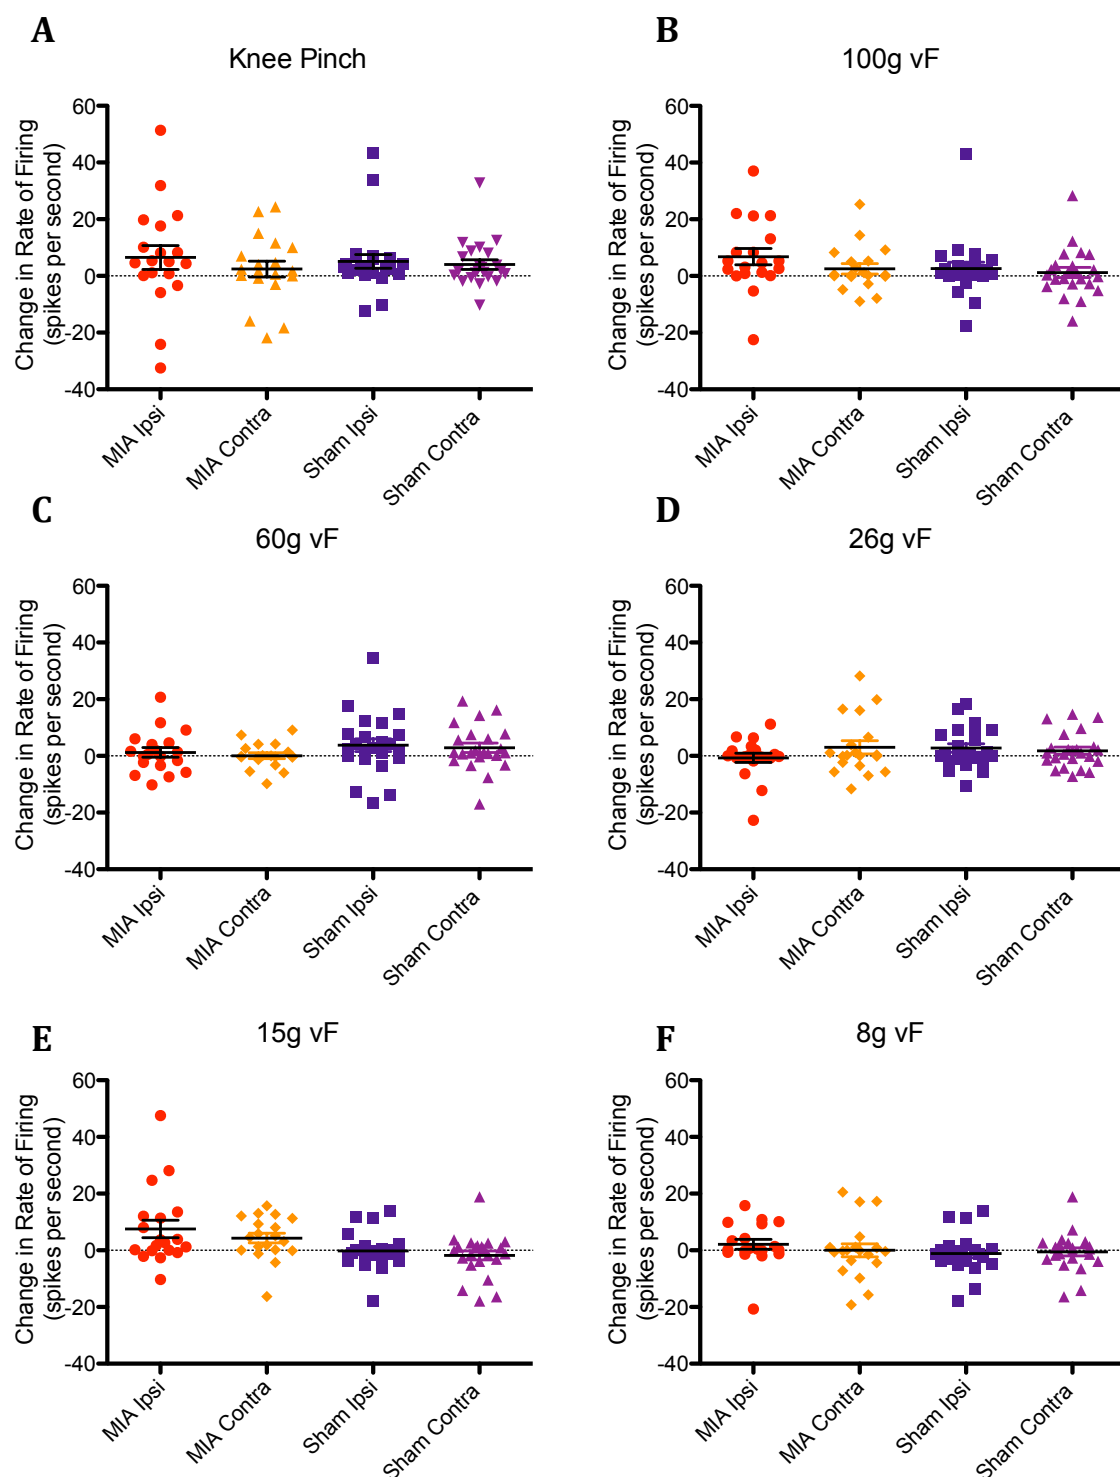 A
B
Knee Pinch
100g vF
Change in Rate of Firing
(spikes per second)
60
40
20
0
-20
-40
MIA Ipsi
MIA Contra
Sham Ipsi
Sham Contra
Change in Rate of Firing
(spikes per second)
60
40
20
0
-20
-40
MIA Ipsi
MIA Contra
Sham Ipsi
Sham Contra
C
D
60g vF
26g vF
Change in Rate of Firing
(spikes per second)
60
40
20
0
-20
-40
MIA Ipsi
MIA Contra
Sham Ipsi
Sham Contra
Change in Rate of Firing
(spikes per second)
60
40
20
0
-20
-40
MIA Ipsi
MIA Contra
Sham Ipsi
Sham Contra
E
F
15g vF
8g vF
Change in Rate of Firing
(spikes per second)
60
40
20
0
-20
-40
MIA Ipsi
MIA Contra
Sham Ipsi
Sham Contra
Change in Rate of Firing
(spikes per second)
60
40
20
0
-20
-40
MIA Ipsi
MIA Contra
Sham Ipsi
Sham Contra